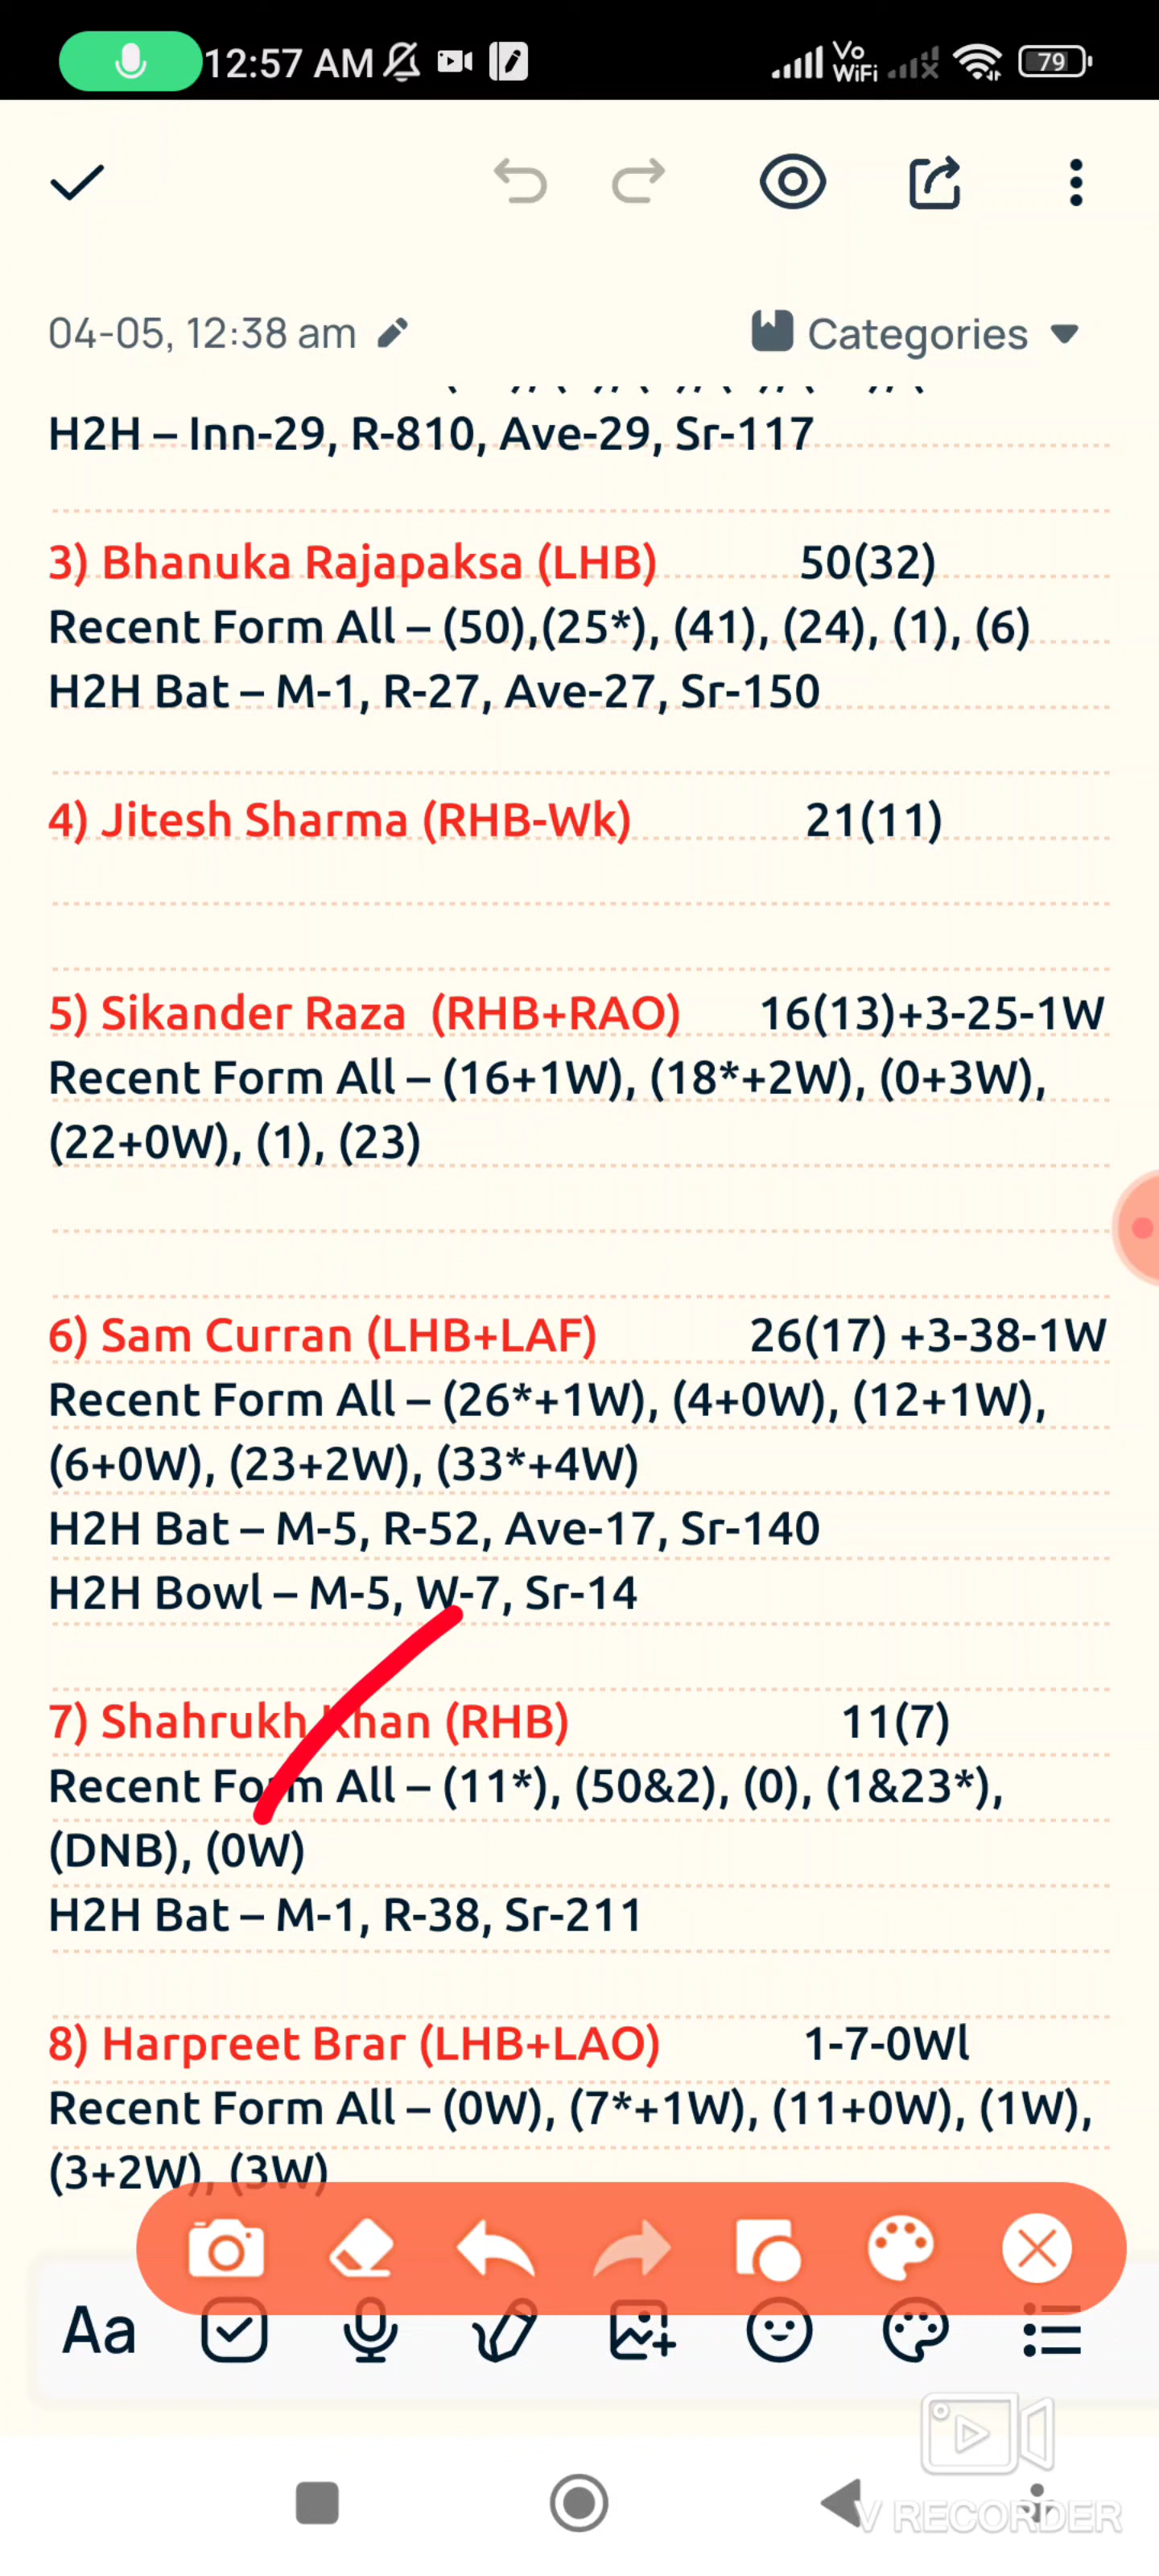 12:57 AM
Vo
WiFi
79
04-05, 12:38 am
Categories
H2H – Inn-29, R-810, Ave-29, Sr-117
3) Bhanuka Rajapaksa (LHB) 50(32)
Recent Form All – (50),(25*), (41), (24), (1), (6)
H2H Bat – M-1, R-27, Ave-27, Sr-150
4) Jitesh Sharma (RHB-Wk) 21(11)
5) Sikander Raza (RHB+RAO) 16(13)+3-25-1W
Recent Form All – (16+1W), (18*+2W), (0+3W),
(22+0W), (1), (23)
6) Sam Curran (LHB+LAF) 26(17) +3-38-1W
Recent Form All – (26*+1W), (4+0W), (12+1W),
(6+0W), (23+2W), (33*+4W)
H2H Bat – M-5, R-52, Ave-17, Sr-140
H2H Bowl – M-5, W-7, Sr-14
7) Shahrukh Khan (RHB) 11(7)
Recent Form All – (11*), (50&2), (0), (1&23*),
(DNB), (0W)
H2H Bat – M-1, R-38, Sr-211
8) Harpreet Brar (LHB+LAO) 1-7-0Wl
Recent Form All – (0W), (7*+1W), (11+0W), (1W),
(3+2W), (3W)
Aa
V RECORDER